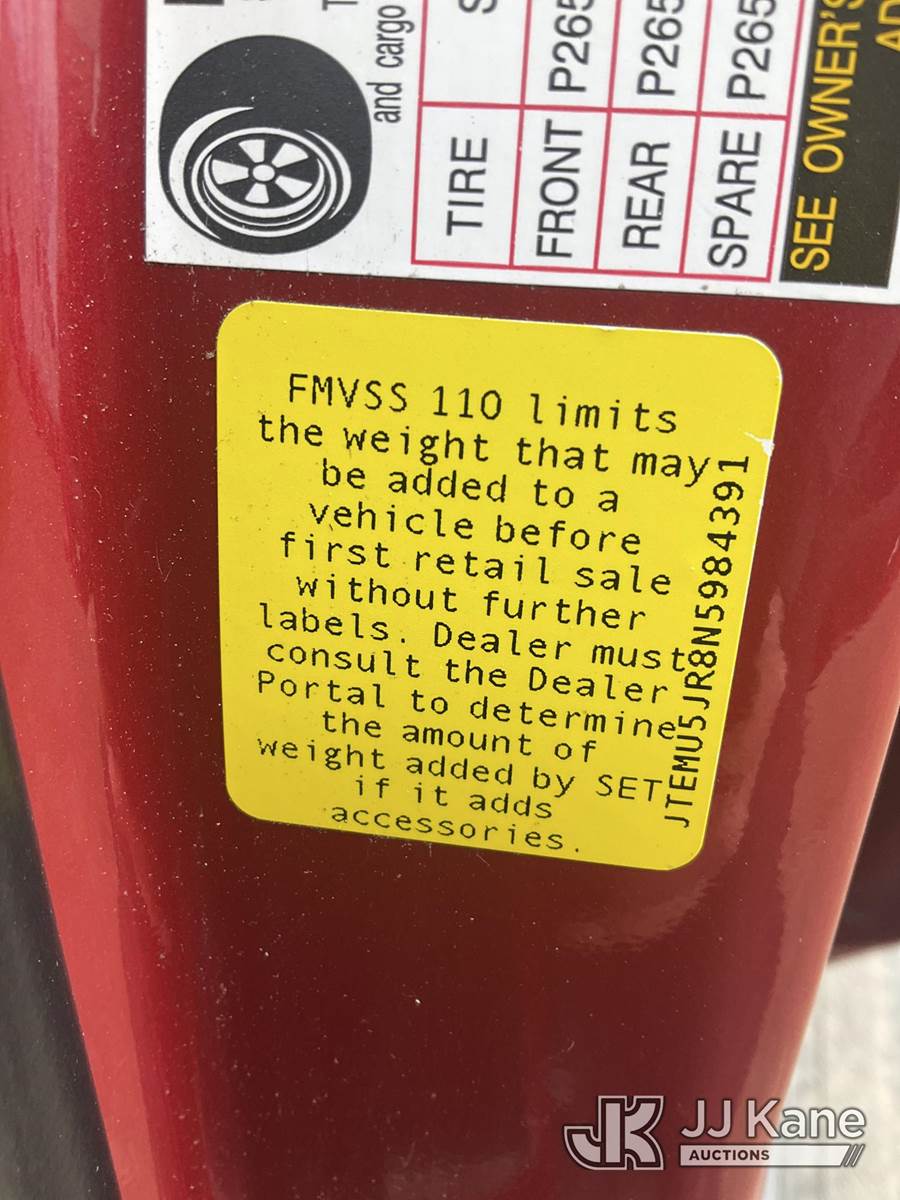 and cargo
TIRE
FRONT P265
REAR P265
SPARE P265
SEE OWNER'S
FMVSS 110 limits
the weight that may
be added to a
vehicle before
first retail sale
without further
labels. Dealer must
consult the Dealer
Portal to determine
the amount of
weight added by SET
if it adds
accessories.
JTEMU5JR8N5984391
JK JJ Kane
AUCTIONS